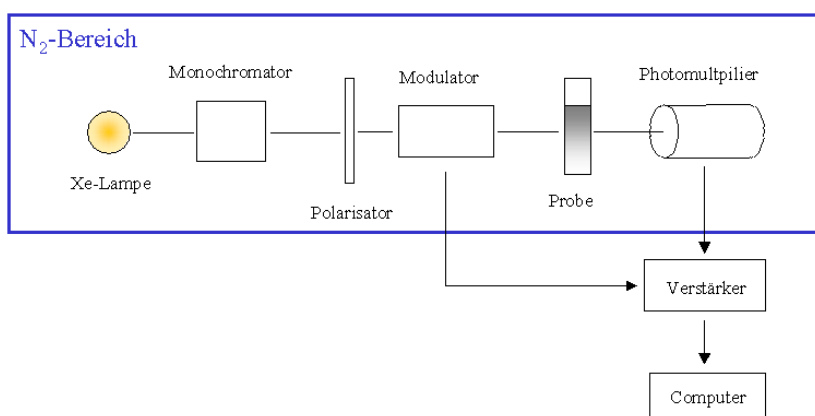 N₂-Bereich
Monochromator
Modulator
Photomultpilier
Xe-Lampe
Polarisator
Probe
Verstärker
Computer